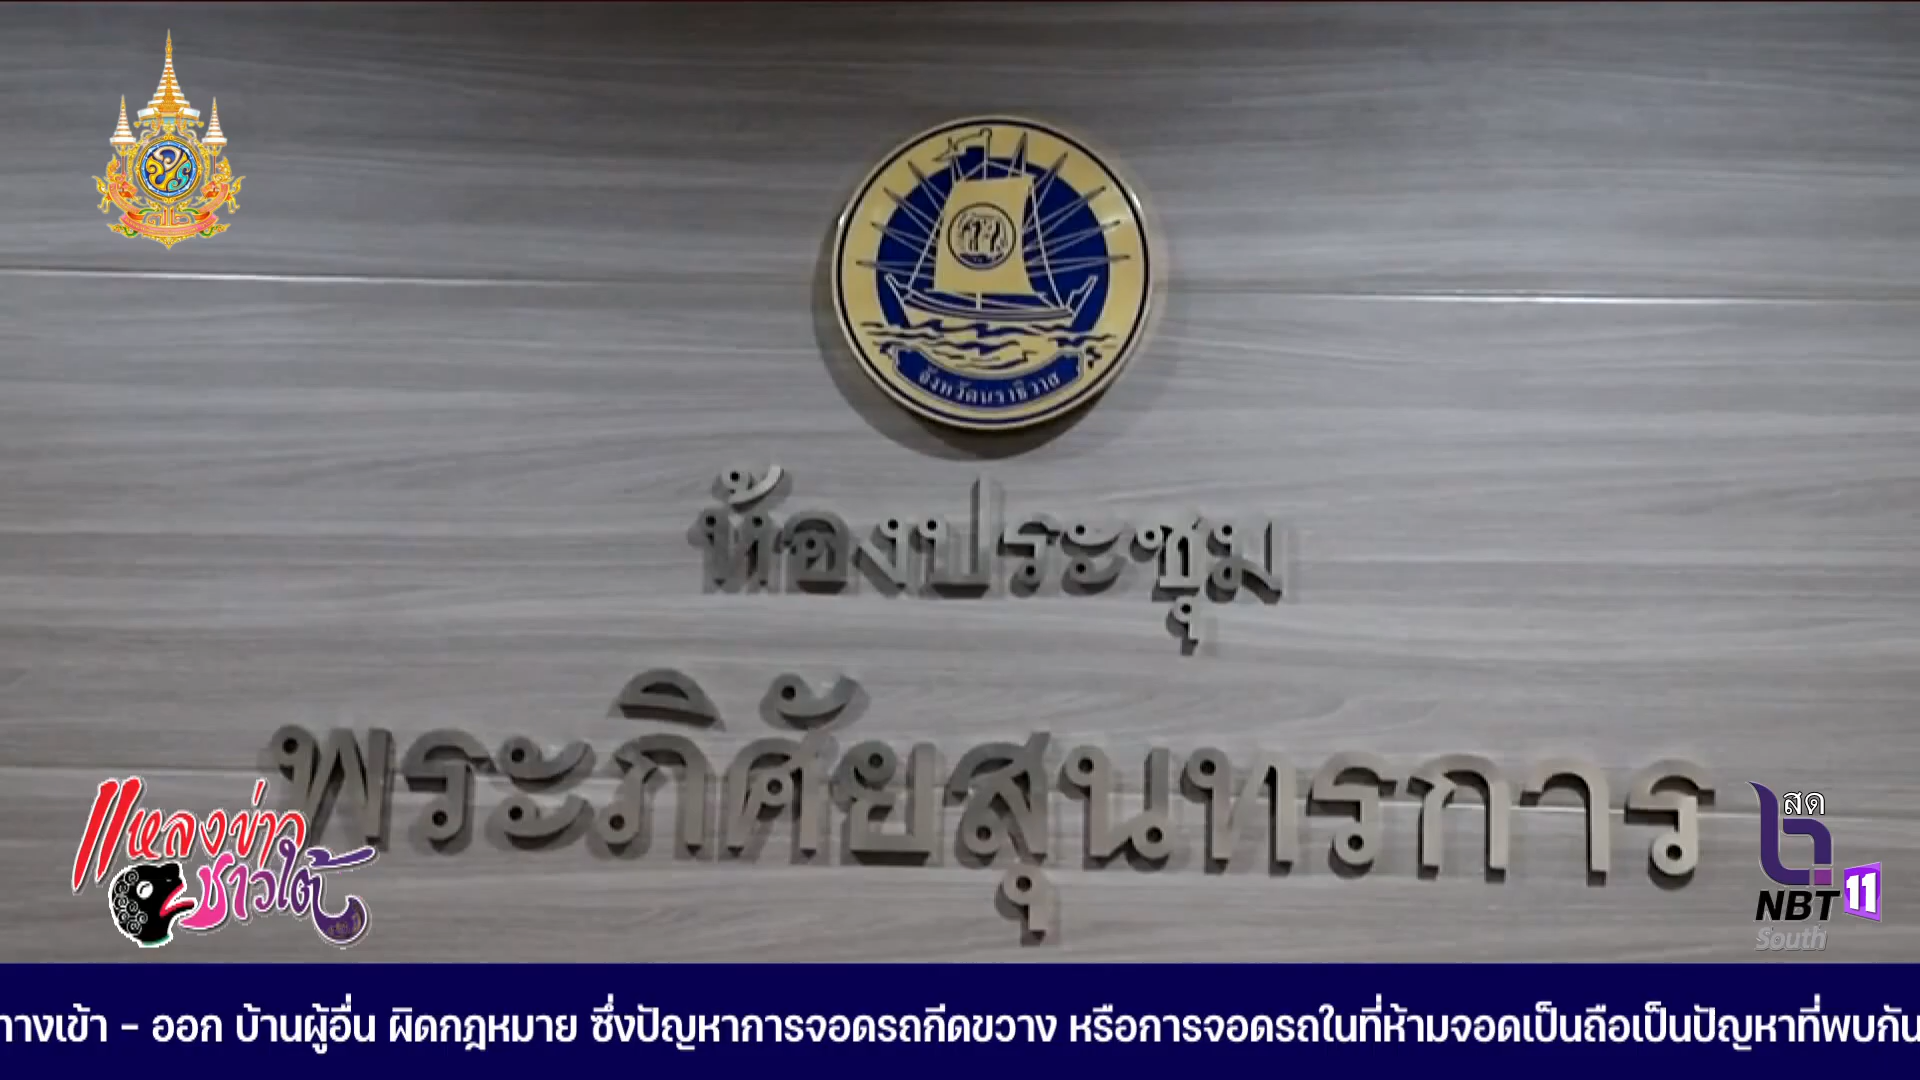 จังหวัดนราธิวาส
ห้องประชุม
พระภิศัยสุนทรการ
แหลงข่าว
ชาวใต้
สด
NBT 11
South
ทางเข้า - ออก บ้านผู้อื่น ผิดกฎหมาย ซึ่งปัญหาการจอดรถกีดขวาง หรือการจอดรถในที่ห้ามจอดเป็นถือเป็นปัญหาที่พบกัน